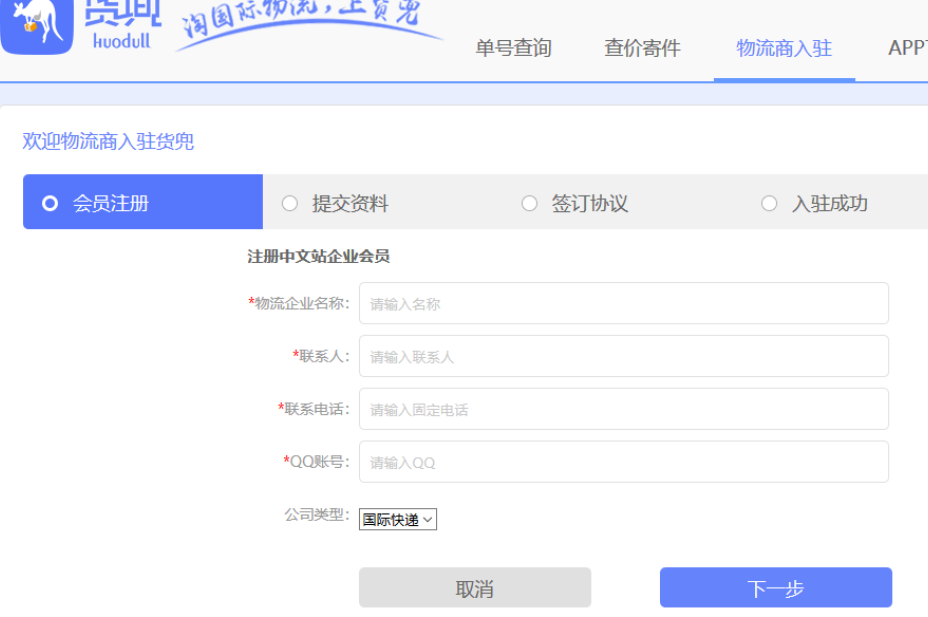 货兜
huodull
淘国际物流，上货兜
单号查询
查价寄件
物流商入驻
APP
欢迎物流商入驻货兜
会员注册
提交资料
签订协议
入驻成功
注册中文站企业会员
*物流企业名称： 请输入名称
*联系人： 请输入联系人
*联系电话： 请输入固定电话
*QQ账号： 请输入QQ
公司类型： 国际快递
取消
下一步